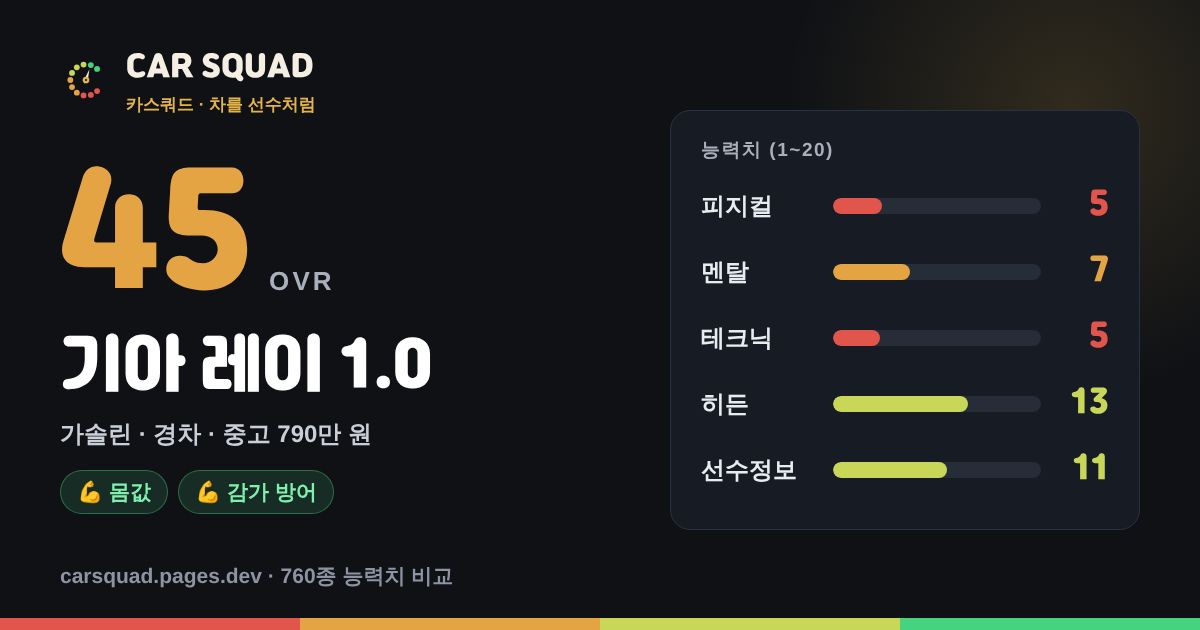 CAR SQUAD
카스쿼드 · 차를 선수처럼
45 OVR
기아 레이 1.0
가솔린 · 경차 · 중고 790만 원
💪 몸값 💪 감가 방어
carsquad.pages.dev · 760종 능력치 비교
능력치 (1~20)
피지컬 5
멘탈 7
테크닉 5
히든 13
선수정보 11